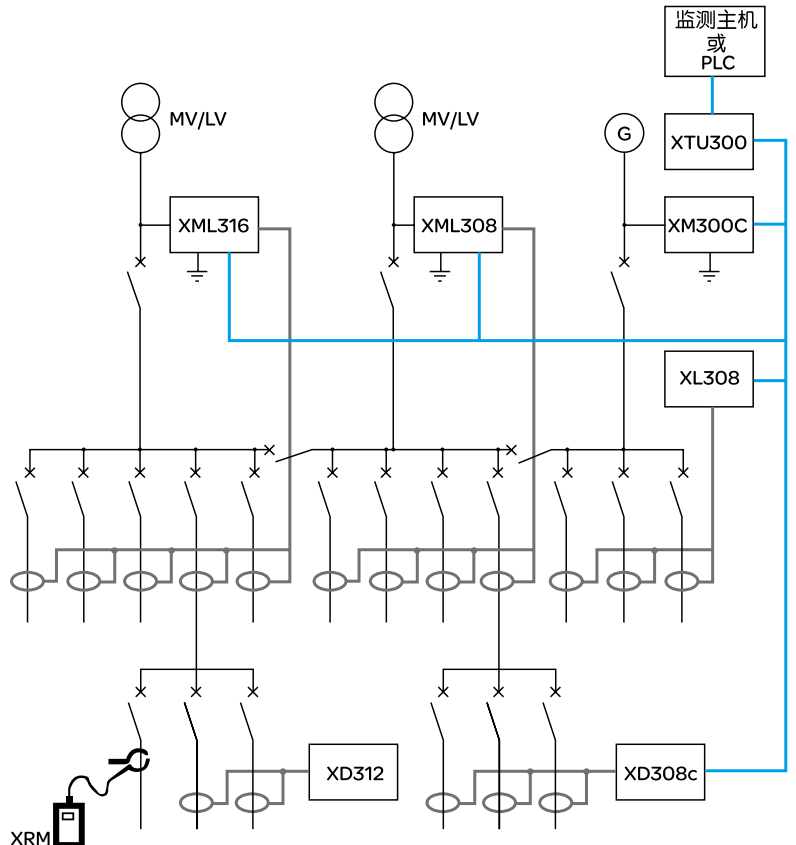 监测主机
或
PLC
MV/LV
MV/LV
G
XTU300
XML316
XML308
XM300C
XL308
XD312
XD308c
XRM